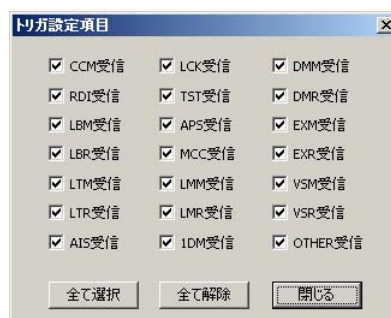 トリガ設定項目
CCM受信 LCK受信 DMM受信
RDI受信 TST受信 DMR受信
LBM受信 APS受信 EXM受信
LBR受信 MCC受信 EXR受信
LTM受信 LMM受信 VSM受信
LTR受信 LMR受信 VSR受信
AIS受信 1DM受信 OTHER受信
全て選択 全て解除 閉じる